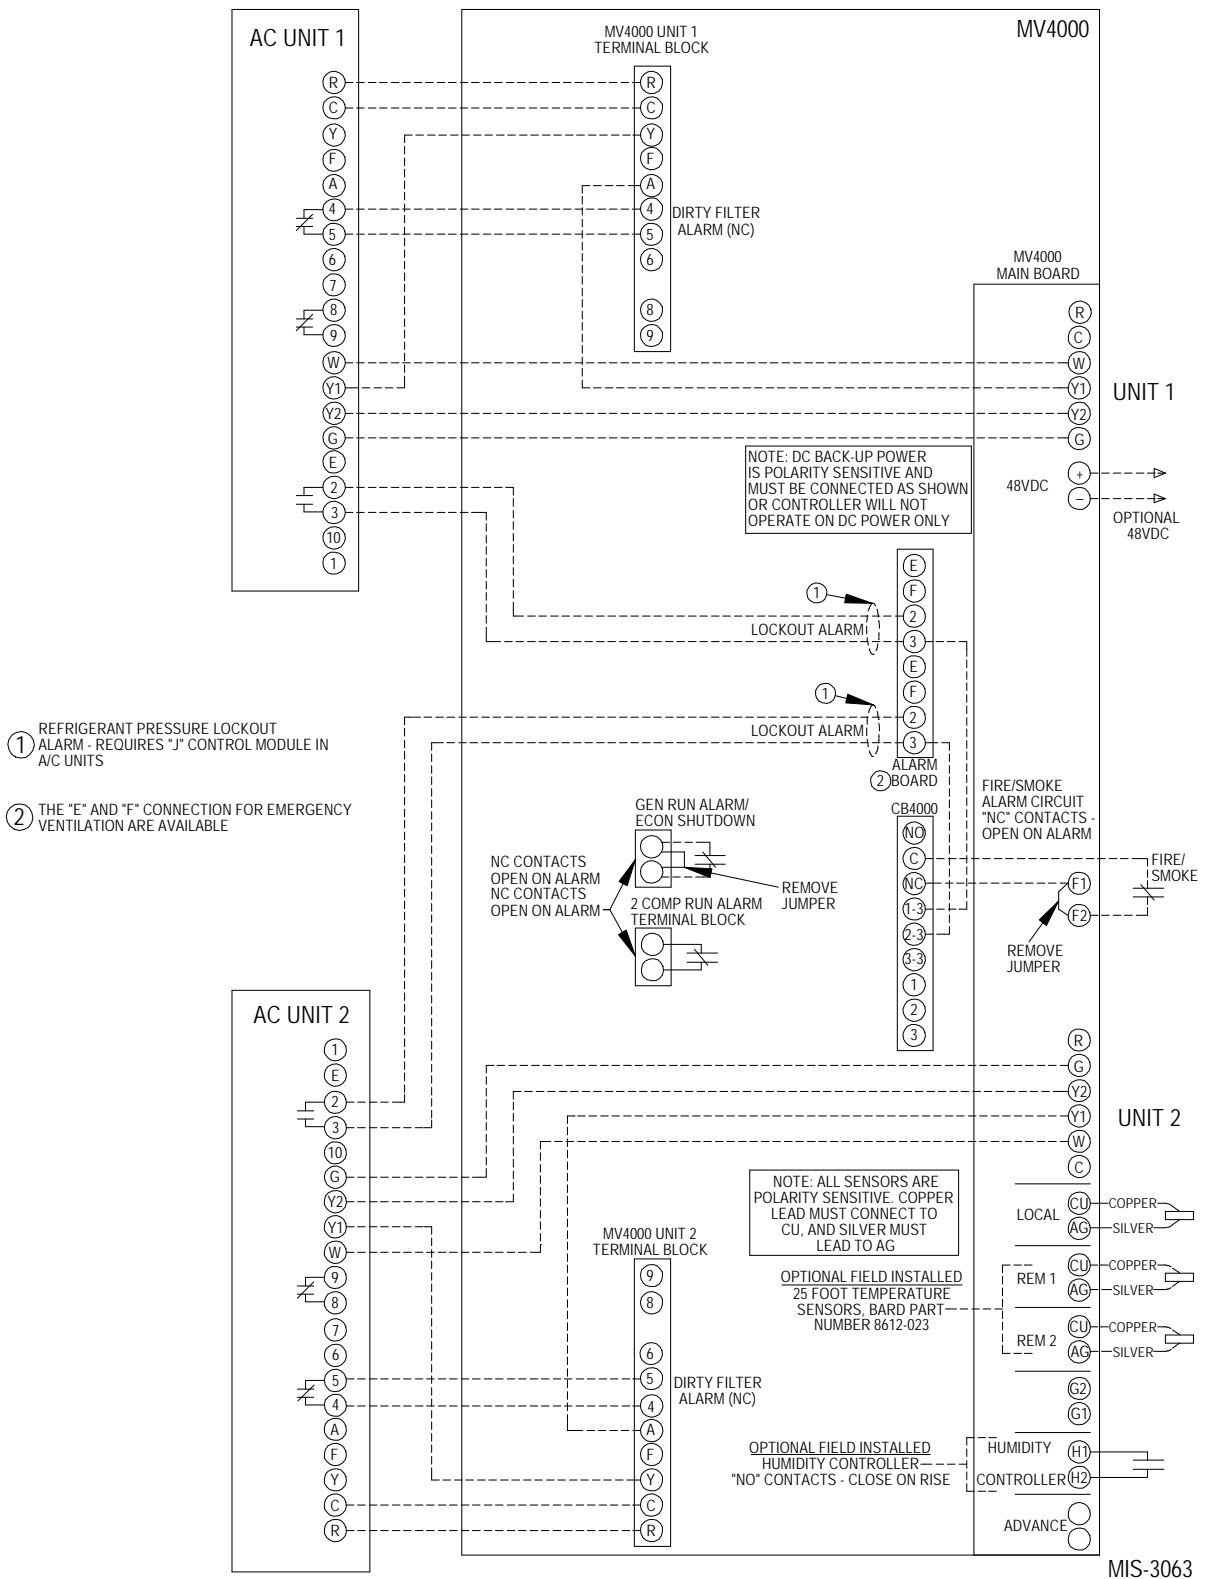 AC UNIT 1
R
C
Y
F
A
4
5
6
7
8
9
W
Y1
Y2
G
E
2
3
10
1
MV4000
MV4000 UNIT 1
TERMINAL BLOCK
R
C
Y
F
A
4
5
6
8
9
DIRTY FILTER
ALARM (NC)
MV4000
MAIN BOARD
R
C
W
Y1
Y2
G
+
−
UNIT 1
48VDC
OPTIONAL
48VDC
NOTE: DC BACK-UP POWER
IS POLARITY SENSITIVE AND
MUST BE CONNECTED AS SHOWN
OR CONTROLLER WILL NOT
OPERATE ON DC POWER ONLY
1
LOCKOUT ALARM
1
LOCKOUT ALARM
E
F
2
3
E
F
2
3
ALARM
2 BOARD
1 REFRIGERANT PRESSURE LOCKOUT
ALARM - REQUIRES "J" CONTROL MODULE IN
A/C UNITS
2 THE "E" AND "F" CONNECTION FOR EMERGENCY
VENTILATION ARE AVAILABLE
GEN RUN ALARM/
ECON SHUTDOWN
NC CONTACTS
OPEN ON ALARM
NC CONTACTS
OPEN ON ALARM
REMOVE
JUMPER
2 COMP RUN ALARM
TERMINAL BLOCK
CB4000
NO
C
NC
1-3
2-3
3-3
1
2
3
FIRE/SMOKE
ALARM CIRCUIT
"NC" CONTACTS -
OPEN ON ALARM
F1
F2
FIRE/
SMOKE
REMOVE
JUMPER
AC UNIT 2
1
E
2
3
10
G
Y2
Y1
W
9
8
7
6
5
4
A
F
Y
C
R
MV4000 UNIT 2
TERMINAL BLOCK
9
8
6
5
4
A
F
Y
C
R
DIRTY FILTER
ALARM (NC)
R
G
Y2
Y1
W
C
UNIT 2
NOTE: ALL SENSORS ARE
POLARITY SENSITIVE. COPPER
LEAD MUST CONNECT TO
CU, AND SILVER MUST
LEAD TO AG
LOCAL
CU COPPER
AG SILVER
OPTIONAL FIELD INSTALLED
25 FOOT TEMPERATURE
SENSORS, BARD PART
NUMBER 8612-023
REM 1
CU COPPER
AG SILVER
REM 2
CU COPPER
AG SILVER
G2
G1
OPTIONAL FIELD INSTALLED
HUMIDITY CONTROLLER
"NO" CONTACTS - CLOSE ON RISE
HUMIDITY H1
CONTROLLER H2
ADVANCE
MIS-3063